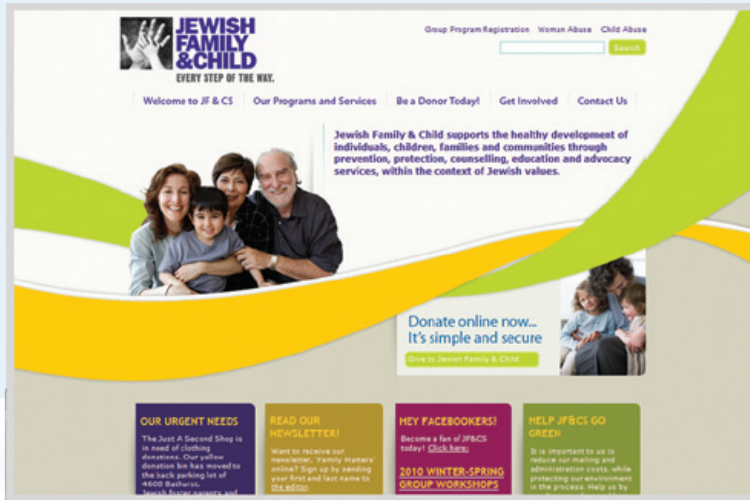 JEWISH
FAMILY
&CHILD
EVERY STEP OF THE WAY.
Group Program Registration Woman Abuse Child Abuse
Search
Welcome to JF & CS Our Programs and Services Be a Donor Today! Get Involved Contact Us
Jewish Family & Child supports the healthy development of
individuals, children, families and communities through
prevention, protection, counselling, education and advocacy
services, within the context of Jewish values.
Donate online now...
It's simple and secure
Give to Jewish Family & Child
OUR URGENT NEEDS
The Just A Second Shop is
in need of clothing
donations. Our yellow
donation bin has moved to
the back parking lot of
4600 Bathurst.
Jewish foster parents and
READ OUR
NEWSLETTER!
Want to receive our
newsletter, 'Family Matters'
online? Sign up by sending
your first and last name to
the editor.
HEY FACEBOOKERS!
Become a fan of JF&CS
today! Click here:
2010 WINTER-SPRING
GROUP WORKSHOPS
HELP JF&CS GO
GREEN
It is important to us to
reduce our mailing and
administration costs, while
protecting our environment
in the process. Help us by